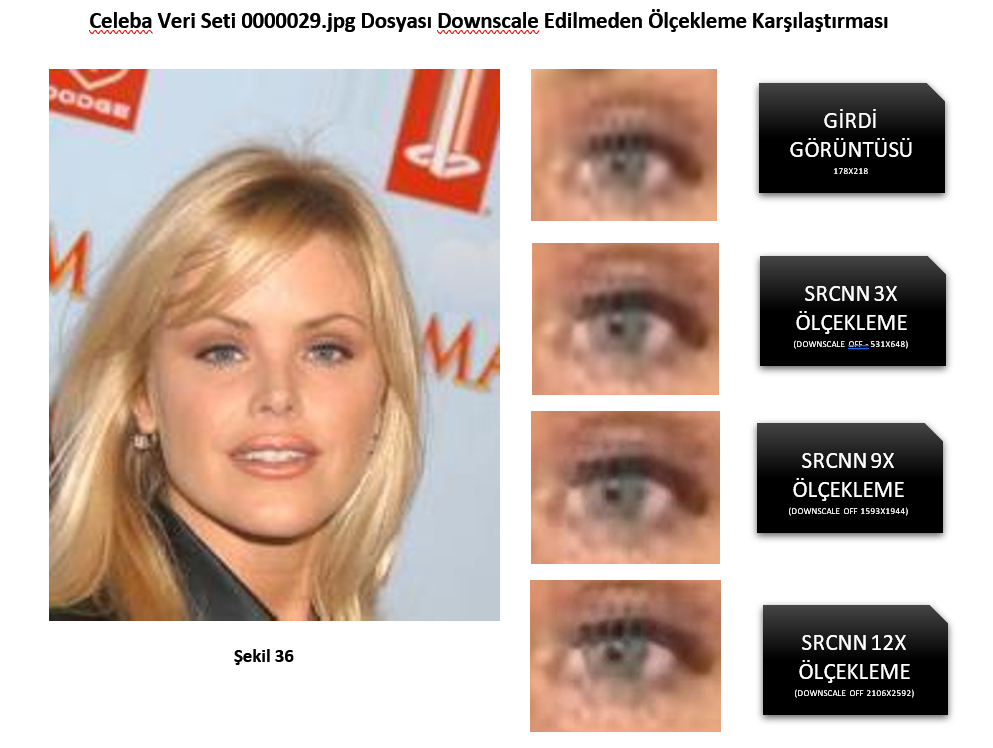 Celeba Veri Seti 0000029.jpg Dosyası Downscale Edilmeden Ölçekleme Karşılaştırması
DODGE
M
MA
GİRDİ
GÖRÜNTÜSÜ
178X218
SRCNN 3X
ÖLÇEKLEME
(DOWNSCALE OFF - 531X648)
SRCNN 9X
ÖLÇEKLEME
(DOWNSCALE OFF 1593X1944)
SRCNN 12X
ÖLÇEKLEME
(DOWNSCALE OFF 2106X2592)
Şekil 36